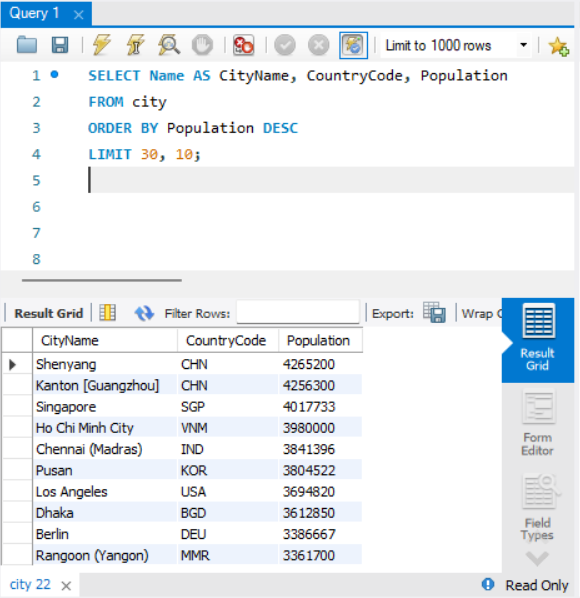 Query 1
Limit to 1000 rows
1 SELECT Name AS CityName, CountryCode, Population
2 FROM city
3 ORDER BY Population DESC
4 LIMIT 30, 10;
5
6
7
8
Result Grid Filter Rows: Export: Wrap C
CityName CountryCode Population
Shenyang CHN 4265200
Kanton [Guangzhou] CHN 4256300
Singapore SGP 4017733
Ho Chi Minh City VNM 3980000
Chennai (Madras) IND 3841396
Pusan KOR 3804522
Los Angeles USA 3694820
Dhaka BGD 3612850
Berlin DEU 3386667
Rangoon (Yangon) MMR 3361700
Result
Grid
Form
Editor
Field
Types
city 22 Read Only